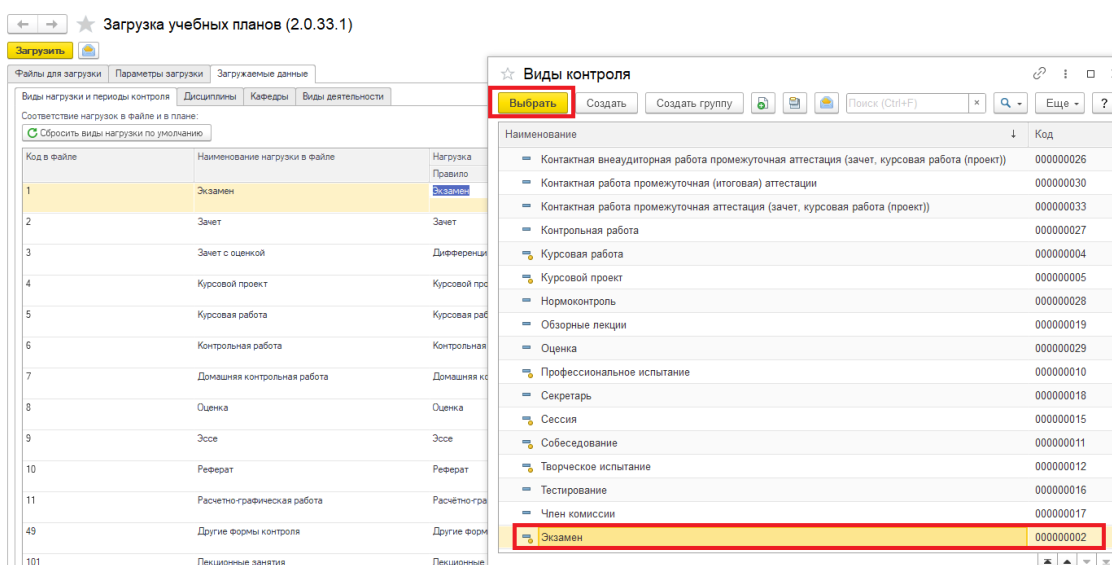 Загрузка учебных планов (2.0.33.1)
Загрузить
Файлы для загрузки Параметры загрузки Загружаемые данные
Виды нагрузки и периоды контроля Дисциплины Кафедры Виды деятельности
Соответствие нагрузок в файле и в плане:
Сбросить виды нагрузки по умолчанию
Код в файле Наименование нагрузки в файле Нагрузка
Правило
1 Экзамен Экзамен
2 Зачет Зачет
3 Зачет с оценкой Дифференци
4 Курсовой проект Курсовой про
5 Курсовая работа Курсовая раб
6 Контрольная работа Контрольная
7 Домашняя контрольная работа Домашняя ко
8 Оценка Оценка
9 Эссе Эссе
10 Реферат Реферат
11 Расчетно-графическая работа Расчётно-гра
49 Другие формы контроля Другие форм
101 Лекционные занятия Лекционные
Виды контроля
Выбрать Создать Создать группу Поиск (Ctrl+F) × Еще ?
Наименование ↓ Код
Контактная внеаудиторная работа промежуточная аттестация (зачет, курсовая работа (проект)) 000000026
Контактная работа промежуточная (итоговая) аттестации 000000030
Контактная работа промежуточная аттестация (зачет, курсовая работа (проект)) 000000033
Контрольная работа 000000027
Курсовая работа 000000004
Курсовой проект 000000005
Нормоконтроль 000000028
Обзорные лекции 000000019
Оценка 000000029
Профессиональное испытание 000000010
Секретарь 000000018
Сессия 000000015
Собеседование 000000011
Творческое испытание 000000012
Тестирование 000000016
Член комиссии 000000017
Экзамен 000000002